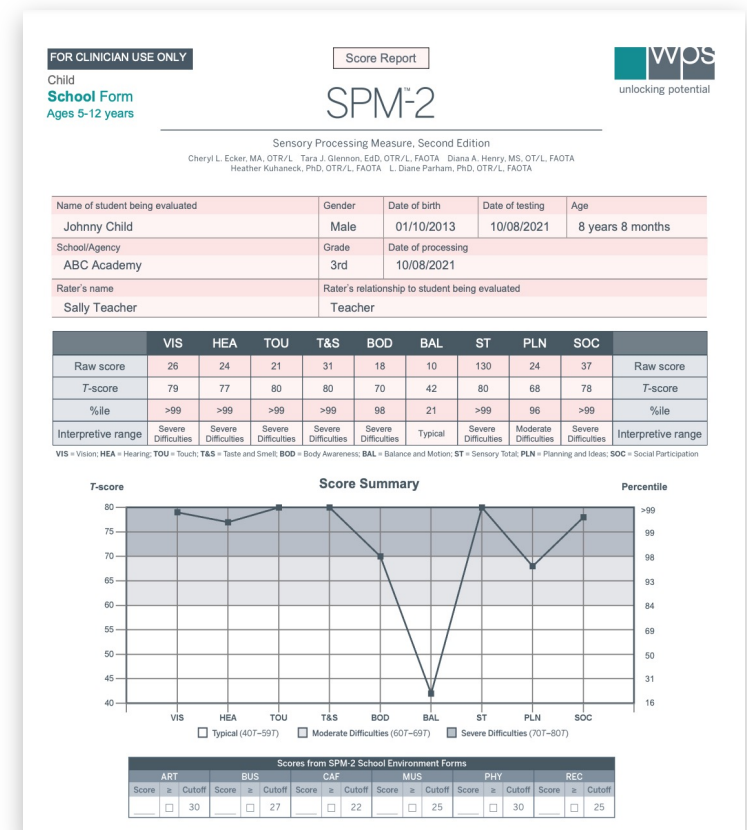 FOR CLINICIAN USE ONLY
Child
School Form
Ages 5-12 years
Score Report
SPM™-2
wps
unlocking potential
Sensory Processing Measure, Second Edition
Cheryl L. Ecker, MA, OTR/L Tara J. Glennon, EdD, OTR/L, FAOTA Diana A. Henry, MS, OT/L, FAOTA
Heather Kuhaneck, PhD, OTR/L, FAOTA L. Diane Parham, PhD, OTR/L, FAOTA
Name of student being evaluated Gender Date of birth Date of testing Age
Johnny Child Male 01/10/2013 10/08/2021 8 years 8 months
School/Agency Grade Date of processing
ABC Academy 3rd 10/08/2021
Rater's name Rater's relationship to student being evaluated
Sally Teacher Teacher
VIS HEA TOU T&S BOD BAL ST PLN SOC
Raw score 26 24 21 31 18 10 130 24 37 Raw score
T-score 79 77 80 80 70 42 80 68 78 T-score
%ile >99 >99 >99 >99 98 21 >99 96 >99 %ile
Interpretive range Severe Difficulties Severe Difficulties Severe Difficulties Severe Difficulties Severe Difficulties Typical Severe Difficulties Moderate Difficulties Severe Difficulties Interpretive range
VIS = Vision; HEA = Hearing; TOU = Touch; T&S = Taste and Smell; BOD = Body Awareness; BAL = Balance and Motion; ST = Sensory Total; PLN = Planning and Ideas; SOC = Social Participation
T-score Score Summary Percentile
80 >99
75 99
70 98
65 93
60 84
55 69
50 50
45 31
40 16
VIS HEA TOU T&S BOD BAL ST PLN SOC
Typical (40T–59T) Moderate Difficulties (60T–69T) Severe Difficulties (70T–80T)
Scores from SPM-2 School Environment Forms
ART BUS CAF MUS PHY REC
Score ≥ Cutoff Score ≥ Cutoff Score ≥ Cutoff Score ≥ Cutoff Score ≥ Cutoff Score ≥ Cutoff
30 27 22 25 30 25